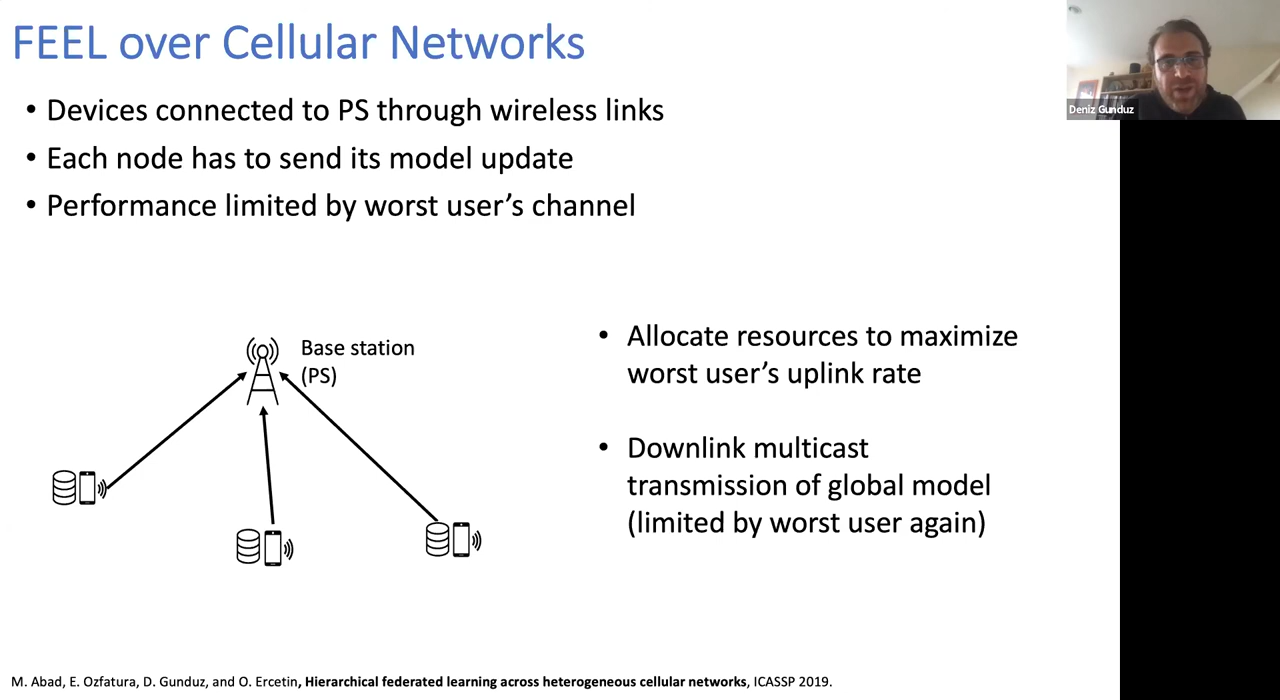 FEEL over Cellular Networks
Deniz Gunduz
• Devices connected to PS through wireless links
• Each node has to send its model update
• Performance limited by worst user's channel
Base station
(PS)
• Allocate resources to maximize
worst user's uplink rate
• Downlink multicast
transmission of global model
(limited by worst user again)
M. Abad, E. Ozfatura, D. Gunduz, and O. Ercetin, Hierarchical federated learning across heterogeneous cellular networks, ICASSP 2019.